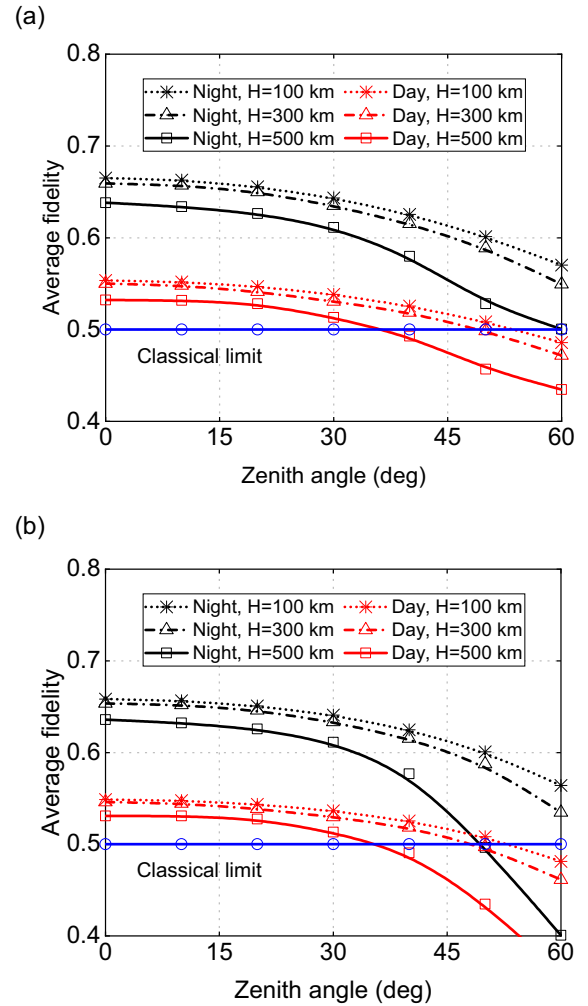 (a)
0.8
Night, H=100 km Day, H=100 km
Night, H=300 km Day, H=300 km
Night, H=500 km Day, H=500 km
0.7
0.6
0.5
0.4
Average fidelity
Classical limit
0 15 30 45 60
Zenith angle (deg)
(b)
0.8
Night, H=100 km Day, H=100 km
Night, H=300 km Day, H=300 km
Night, H=500 km Day, H=500 km
0.7
0.6
0.5
0.4
Average fidelity
Classical limit
0 15 30 45 60
Zenith angle (deg)